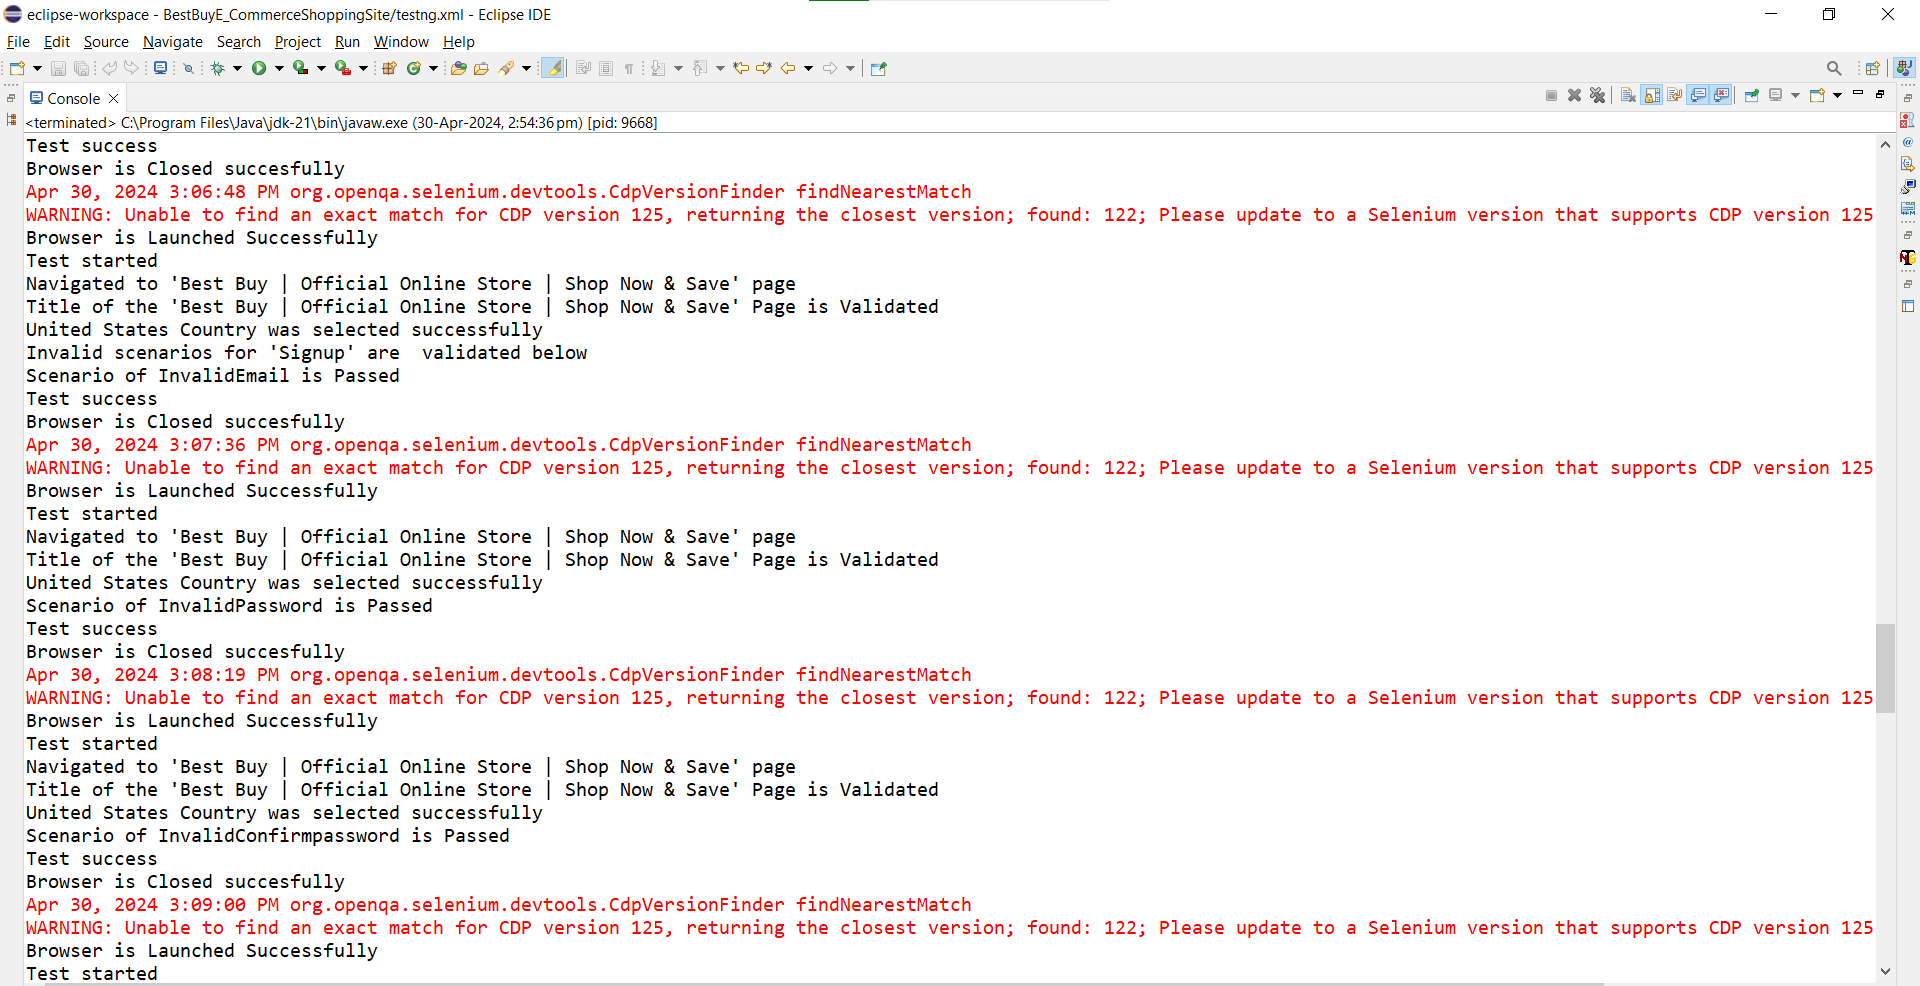 eclipse-workspace - BestBuyE_CommerceShoppingSite/testng.xml - Eclipse IDE
File Edit Source Navigate Search Project Run Window Help
Console
<terminated> C:\Program Files\Java\jdk-21\bin\javaw.exe (30-Apr-2024, 2:54:36 pm) [pid: 9668]
Test success
Browser is Closed succesfully
Apr 30, 2024 3:06:48 PM org.openqa.selenium.devtools.CdpVersionFinder findNearestMatch
WARNING: Unable to find an exact match for CDP version 125, returning the closest version; found: 122; Please update to a Selenium version that supports CDP version 125
Browser is Launched Successfully
Test started
Navigated to 'Best Buy | Official Online Store | Shop Now & Save' page
Title of the 'Best Buy | Official Online Store | Shop Now & Save' Page is Validated
United States Country was selected successfully
Invalid scenarios for 'Signup' are  validated below
Scenario of InvalidEmail is Passed
Test success
Browser is Closed succesfully
Apr 30, 2024 3:07:36 PM org.openqa.selenium.devtools.CdpVersionFinder findNearestMatch
WARNING: Unable to find an exact match for CDP version 125, returning the closest version; found: 122; Please update to a Selenium version that supports CDP version 125
Browser is Launched Successfully
Test started
Navigated to 'Best Buy | Official Online Store | Shop Now & Save' page
Title of the 'Best Buy | Official Online Store | Shop Now & Save' Page is Validated
United States Country was selected successfully
Scenario of InvalidPassword is Passed
Test success
Browser is Closed succesfully
Apr 30, 2024 3:08:19 PM org.openqa.selenium.devtools.CdpVersionFinder findNearestMatch
WARNING: Unable to find an exact match for CDP version 125, returning the closest version; found: 122; Please update to a Selenium version that supports CDP version 125
Browser is Launched Successfully
Test started
Navigated to 'Best Buy | Official Online Store | Shop Now & Save' page
Title of the 'Best Buy | Official Online Store | Shop Now & Save' Page is Validated
United States Country was selected successfully
Scenario of InvalidConfirmpassword is Passed
Test success
Browser is Closed succesfully
Apr 30, 2024 3:09:00 PM org.openqa.selenium.devtools.CdpVersionFinder findNearestMatch
WARNING: Unable to find an exact match for CDP version 125, returning the closest version; found: 122; Please update to a Selenium version that supports CDP version 125
Browser is Launched Successfully
Test started